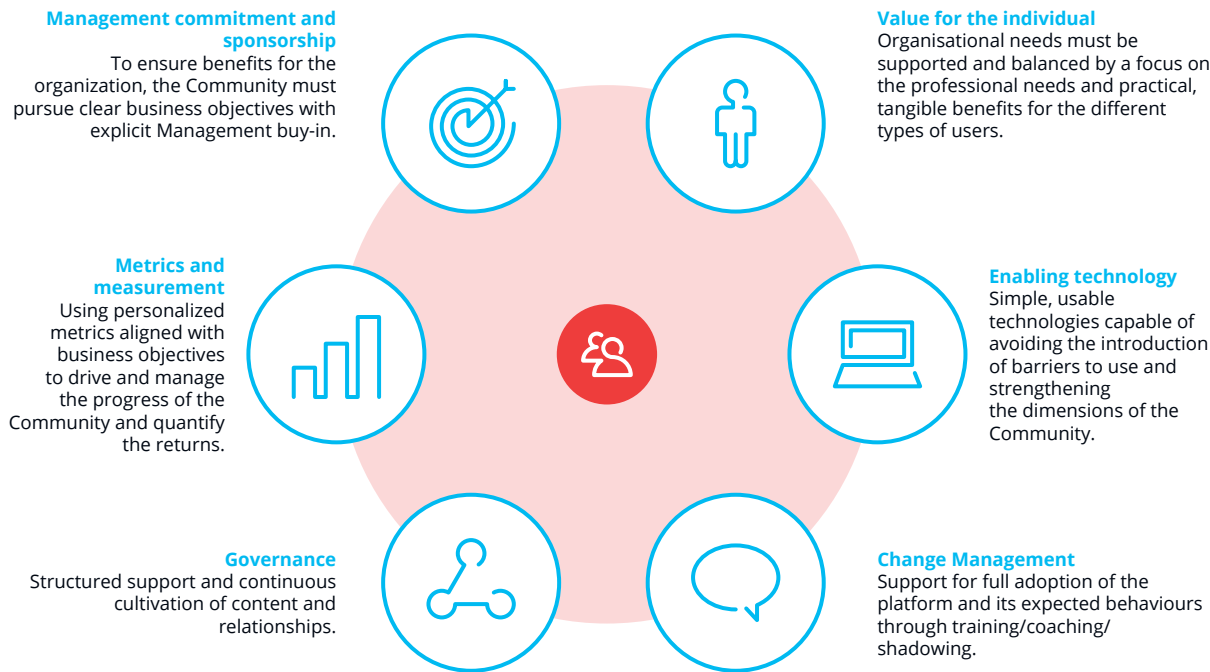 Management commitment and
sponsorship
To ensure benefits for the
organization, the Community must
pursue clear business objectives with
explicit Management buy-in.
Value for the individual
Organisational needs must be
supported and balanced by a focus on
the professional needs and practical,
tangible benefits for the different
types of users.
Metrics and
measurement
Using personalized
metrics aligned with
business objectives
to drive and manage
the progress of the
Community and quantify
the returns.
Enabling technology
Simple, usable
technologies capable of
avoiding the introduction
of barriers to use and
strengthening
the dimensions of the
Community.
Governance
Structured support and continuous
cultivation of content and
relationships.
Change Management
Support for full adoption of the
platform and its expected behaviours
through training/coaching/
shadowing.